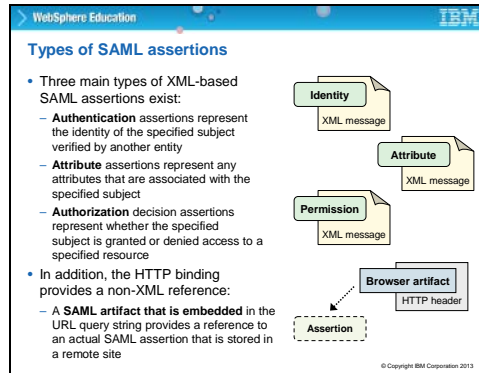 WebSphere Education
IBM
Types of SAML assertions
• Three main types of XML-based
SAML assertions exist:
– Authentication assertions represent
the identity of the specified subject
verified by another entity
– Attribute assertions represent any
attributes that are associated with the
specified subject
– Authorization decision assertions
represent whether the specified
subject is granted or denied access to a
specified resource
• In addition, the HTTP binding
provides a non-XML reference:
– A SAML artifact that is embedded in the
URL query string provides a reference to
an actual SAML assertion that is stored in
a remote site
Identity
XML message
Attribute
XML message
Permission
XML message
Browser artifact
HTTP header
Assertion
© Copyright IBM Corporation 2013